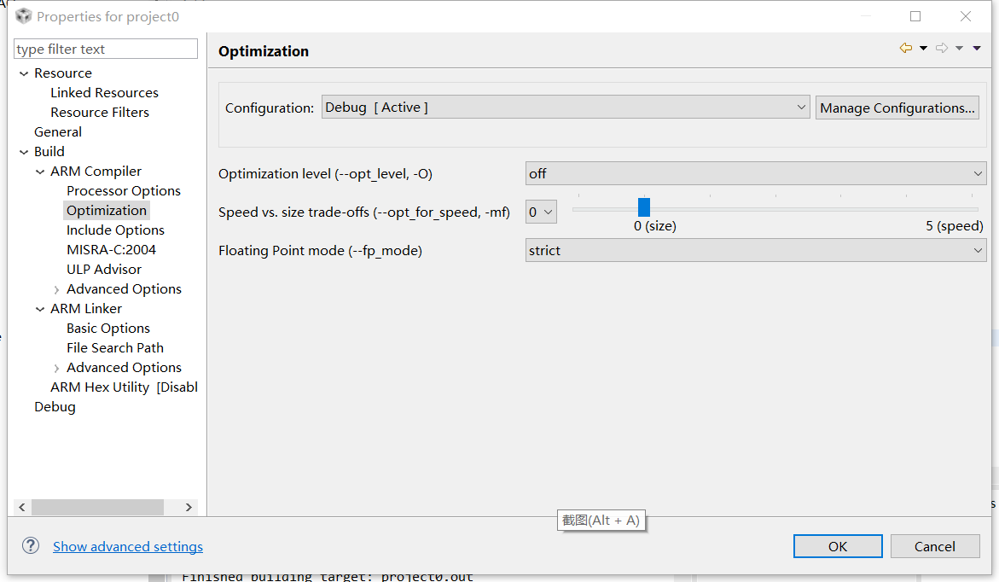 Properties for project0
type filter text
Resource
Linked Resources
Resource Filters
General
Build
ARM Compiler
Processor Options
Optimization
Include Options
MISRA-C:2004
ULP Advisor
Advanced Options
ARM Linker
Basic Options
File Search Path
Advanced Options
ARM Hex Utility [Disabl
Debug
Optimization
Configuration: Debug [ Active ] Manage Configurations...
Optimization level (--opt_level, -O) off
Speed vs. size trade-offs (--opt_for_speed, -mf) 0
0 (size) 5 (speed)
Floating Point mode (--fp_mode) strict
截图(Alt + A)
Show advanced settings
OK Cancel
Finished building target: project0.out